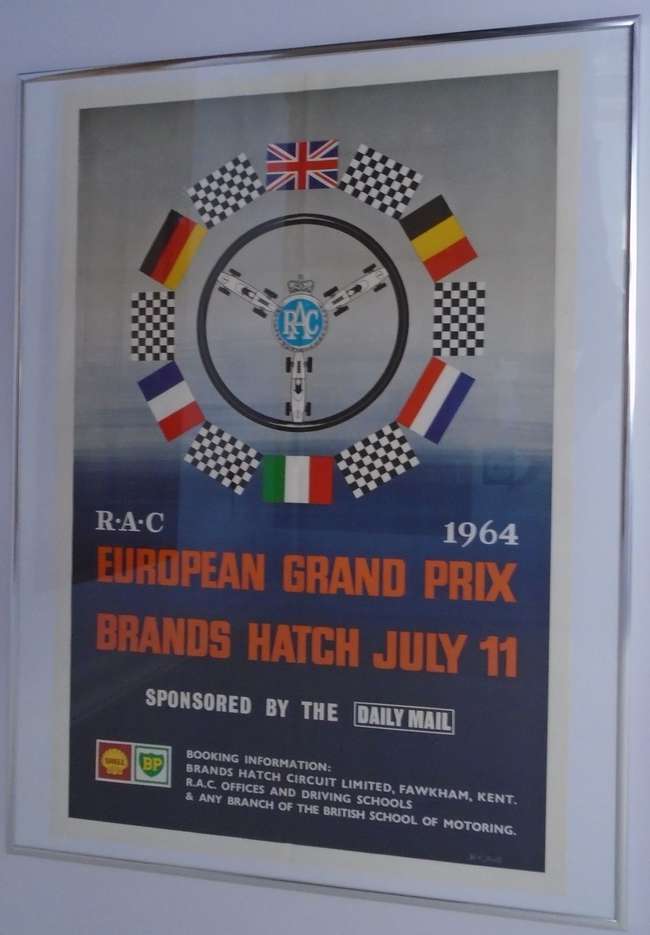 RAC
R·A·C 1964
EUROPEAN GRAND PRIX
BRANDS HATCH JULY 11
SPONSORED BY THE DAILY MAIL
SHELL BP
BOOKING INFORMATION:
BRANDS HATCH CIRCUIT LIMITED, FAWKHAM, KENT.
R.A.C. OFFICES AND DRIVING SCHOOLS
& ANY BRANCH OF THE BRITISH SCHOOL OF MOTORING.